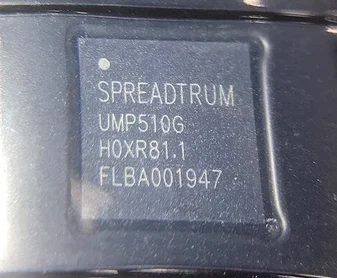 SPREADTRUM
UMP510G
H0XR81.1
FLBA001947